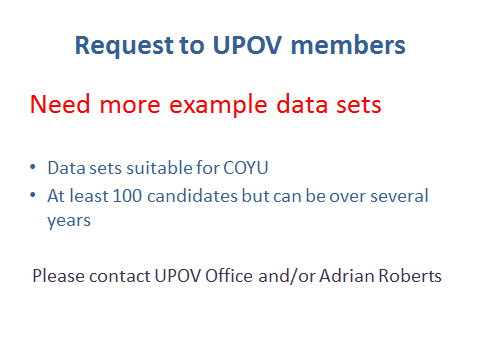 Request to UPOV members
Need more example data sets
• Data sets suitable for COYU
• At least 100 candidates but can be over several
years
Please contact UPOV Office and/or Adrian Roberts